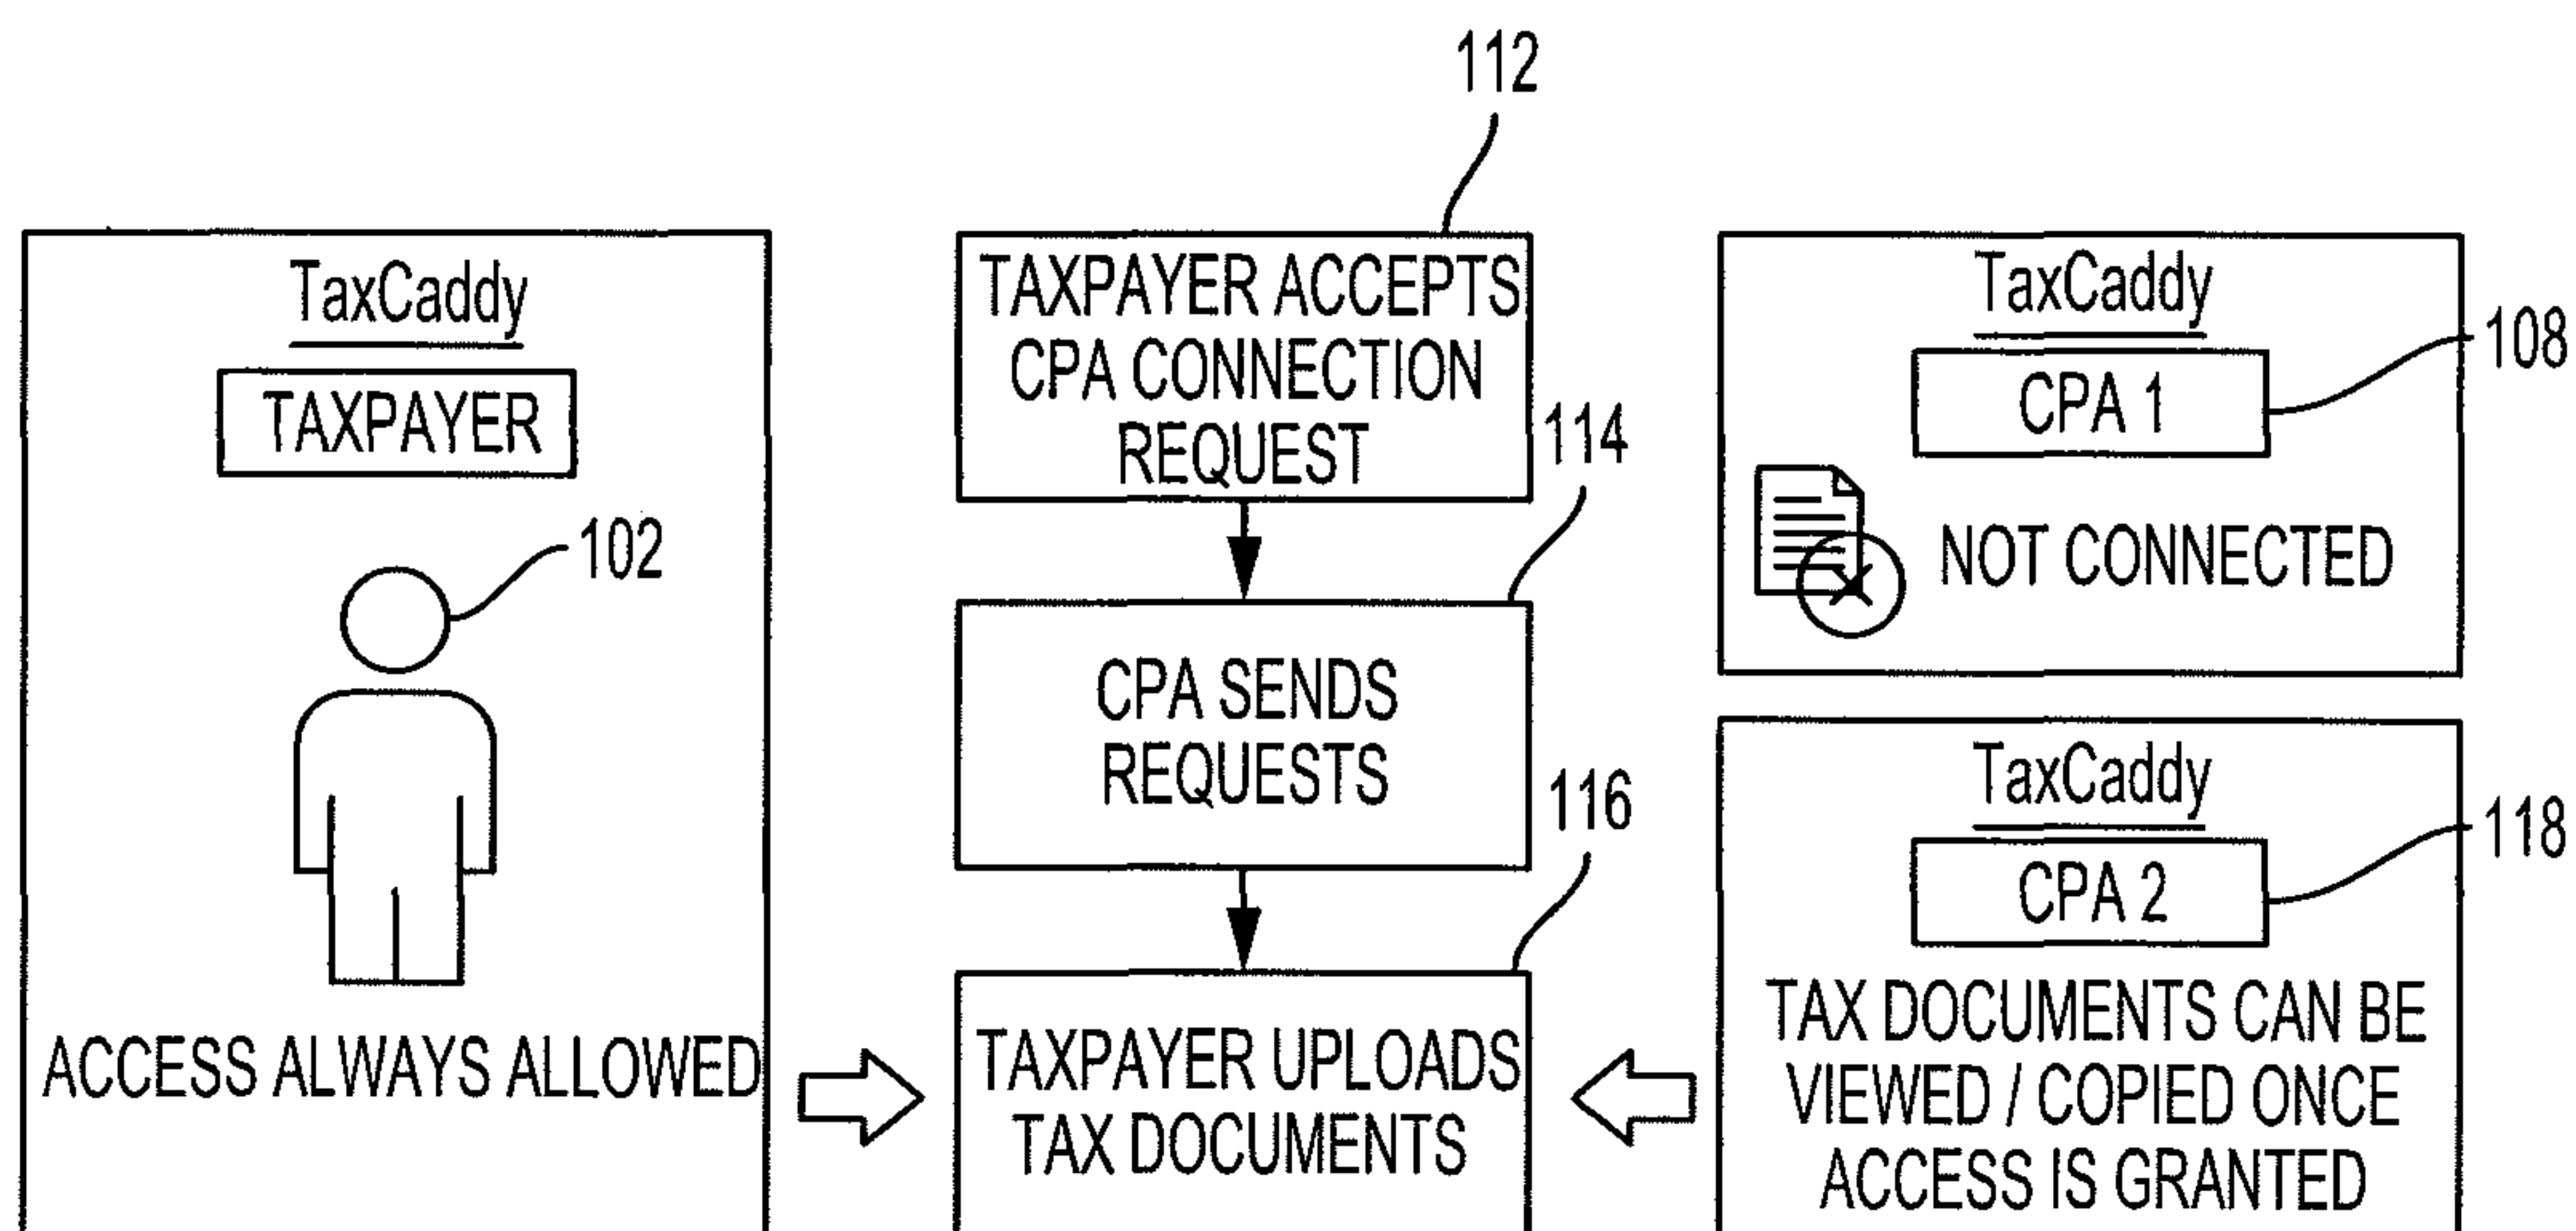 112
TaxCaddy
TAXPAYER
102
ACCESS ALWAYS ALLOWED
TAXPAYER ACCEPTS
CPA CONNECTION
REQUEST
114
CPA SENDS
REQUESTS
116
TAXPAYER UPLOADS
TAX DOCUMENTS
TaxCaddy
108
CPA 1
NOT CONNECTED
TaxCaddy
118
CPA 2
TAX DOCUMENTS CAN BE
VIEWED / COPIED ONCE
ACCESS IS GRANTED